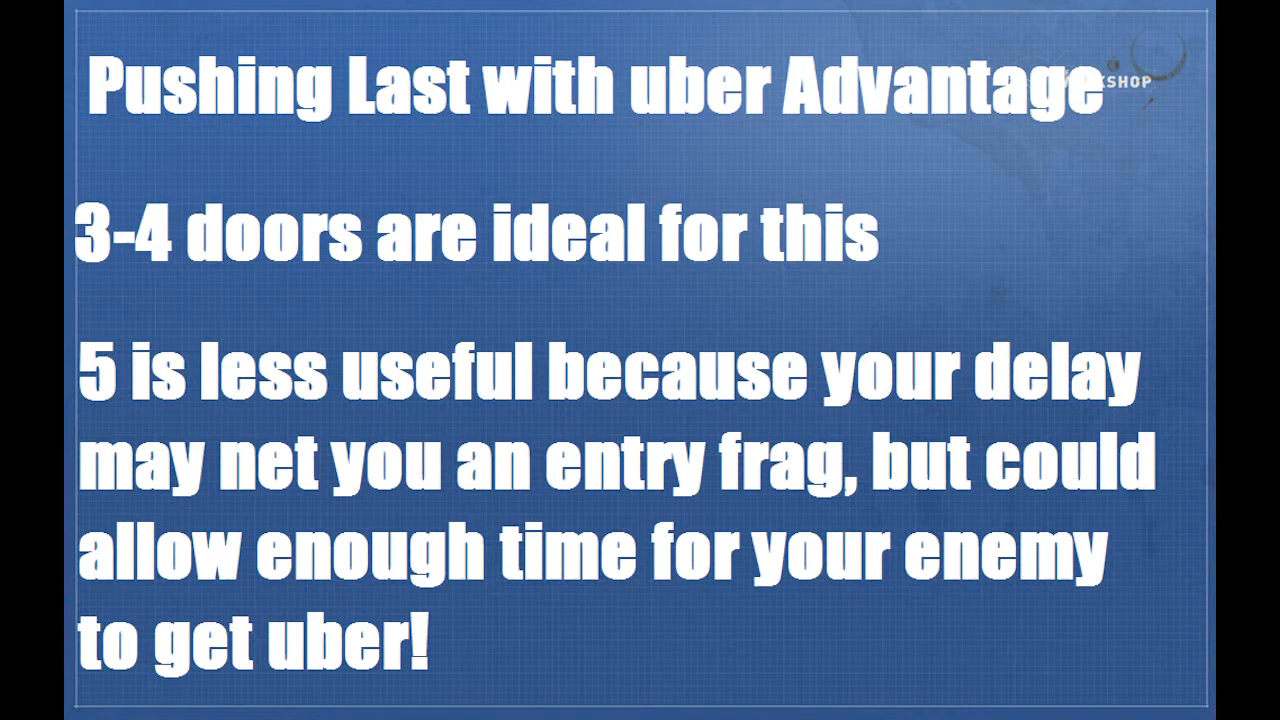 Pushing Last with uber Advantage
KSHOP
3-4 doors are ideal for this
5 is less useful because your delay
may net you an entry frag, but could
allow enough time for your enemy
to get uber!